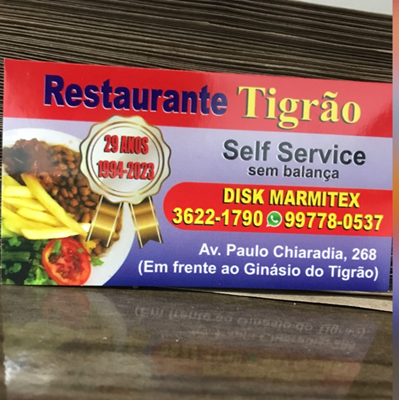 Restaurante Tigrão
29 ANOS
1994-2023
Self Service
sem balança
DISK MARMITEX
3622-1790 99778-0537
Av. Paulo Chiaradia, 268
(Em frente ao Ginásio do Tigrão)